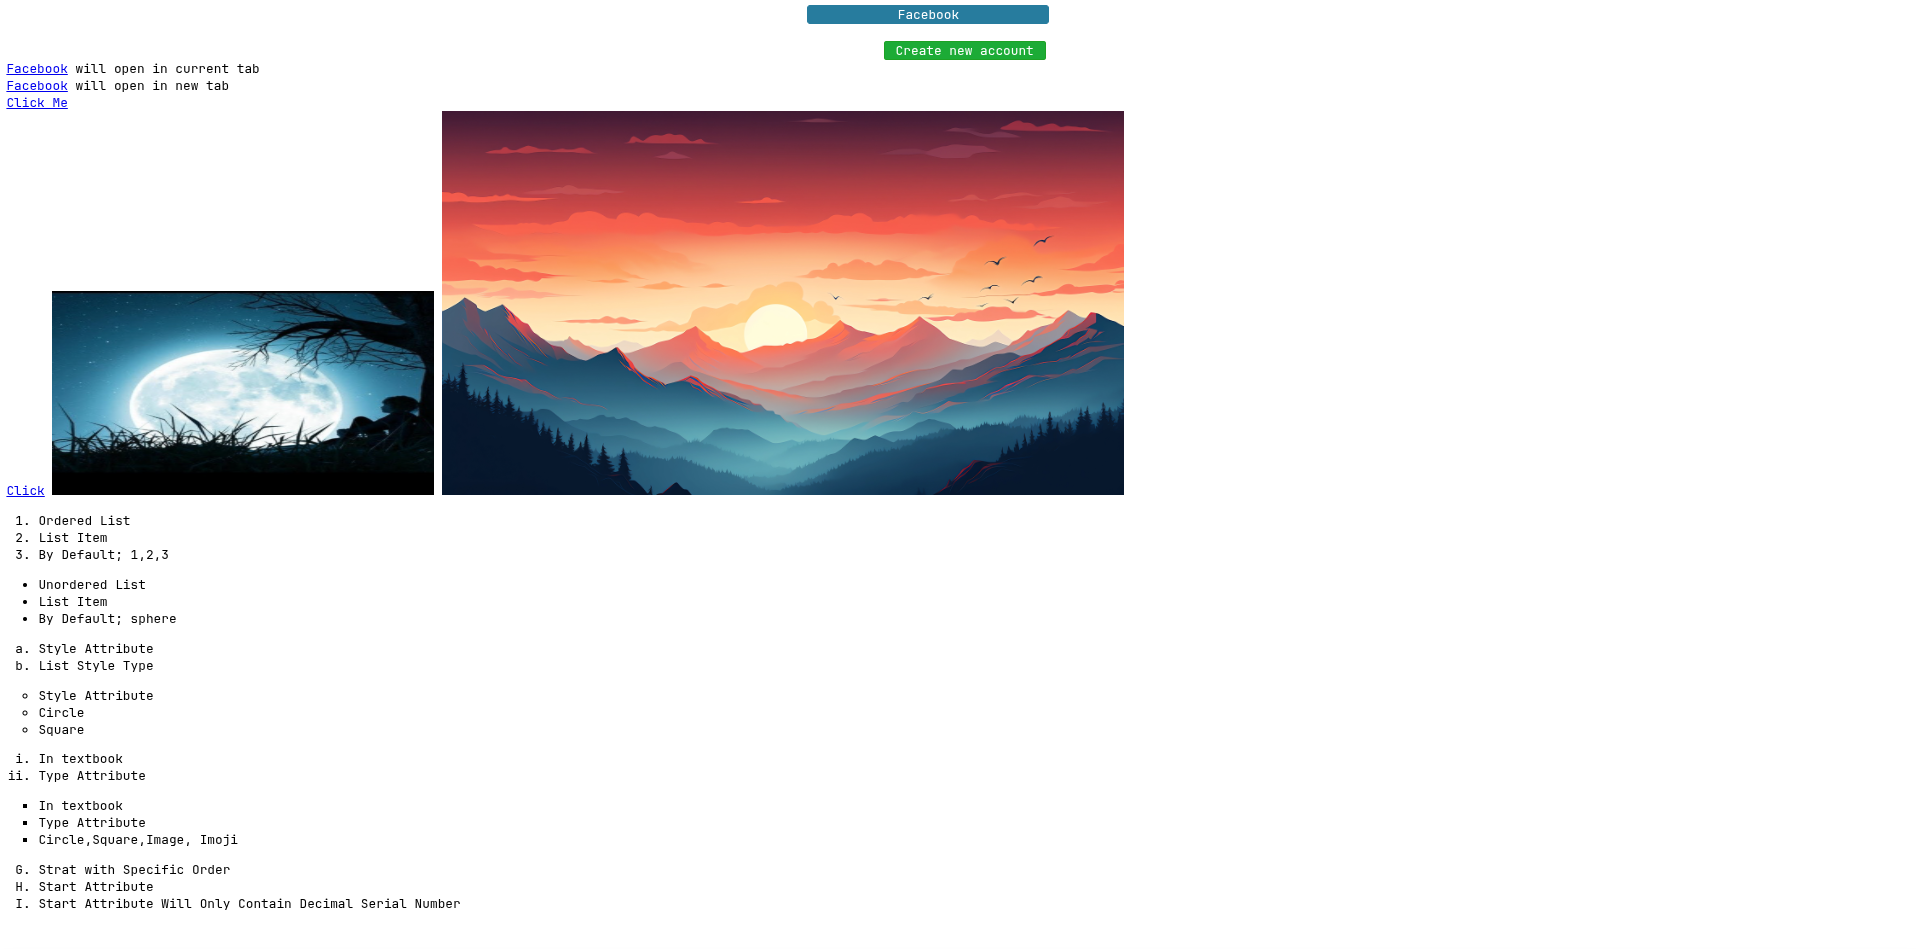 Facebook
Create new account
Facebook will open in current tab
Facebook will open in new tab
Click Me
Click
1. Ordered List
2. List Item
3. By Default; 1,2,3
• Unordered List
• List Item
• By Default; sphere
a. Style Attribute
b. List Style Type
◦ Style Attribute
◦ Circle
◦ Square
i. In textbook
ii. Type Attribute
▪ In textbook
▪ Type Attribute
▪ Circle,Square,Image, Imoji
G. Strat with Specific Order
H. Start Attribute
I. Start Attribute Will Only Contain Decimal Serial Number